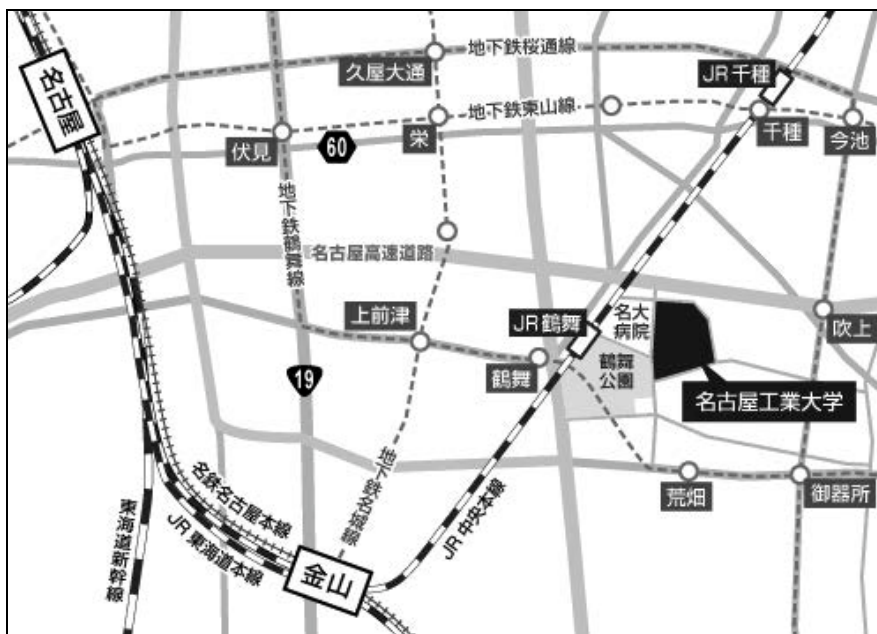 地下鉄桜通線
久屋大通
JR千種
名古屋
地下鉄東山線
伏見
60
栄
千種
今池
地下鉄鶴舞線
名古屋高速道路
名大
病院
上前津
JR鶴舞
吹上
鶴舞
鶴舞
公園
19
名古屋工業大学
地下鉄名城線
名鉄名古屋本線
JR中央本線
荒畑
御器所
東海道新幹線
JR東海道本線
金山